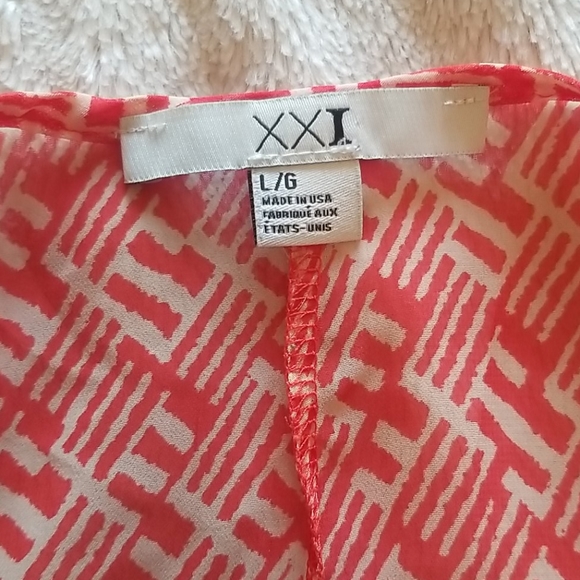 XXI
L/G
MADE IN USA
FABRIQUE AUX
ETATS-UNIS